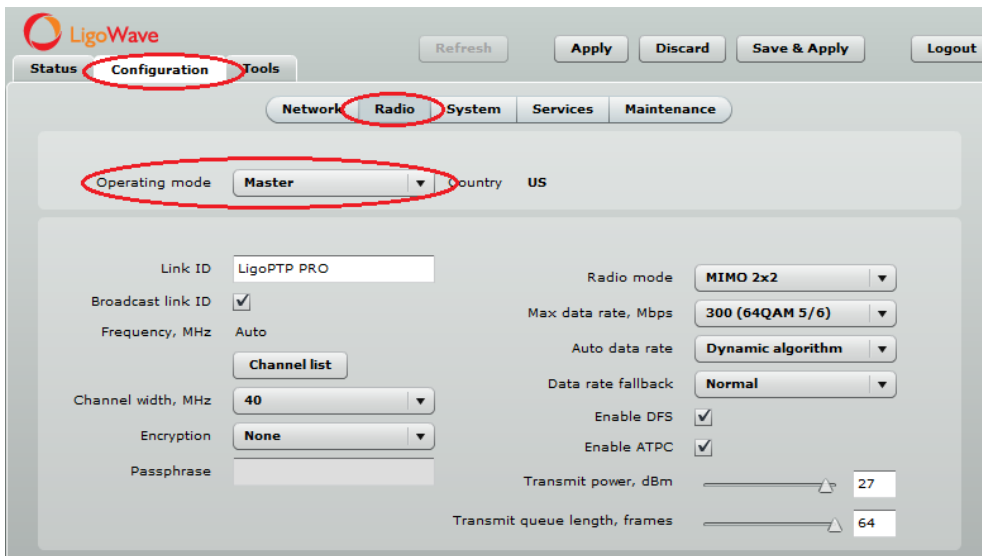 LigoWave
Refresh Apply Discard Save & Apply Logout
Status Configuration Tools
Network Radio System Services Maintenance
Operating mode Master Country US
Link ID LigoPTP PRO
Broadcast link ID
Frequency, MHz Auto
Channel list
Channel width, MHz 40
Encryption None
Passphrase
Radio mode MIMO 2x2
Max data rate, Mbps 300 (64QAM 5/6)
Auto data rate Dynamic algorithm
Data rate fallback Normal
Enable DFS
Enable ATPC
Transmit power, dBm 27
Transmit queue length, frames 64